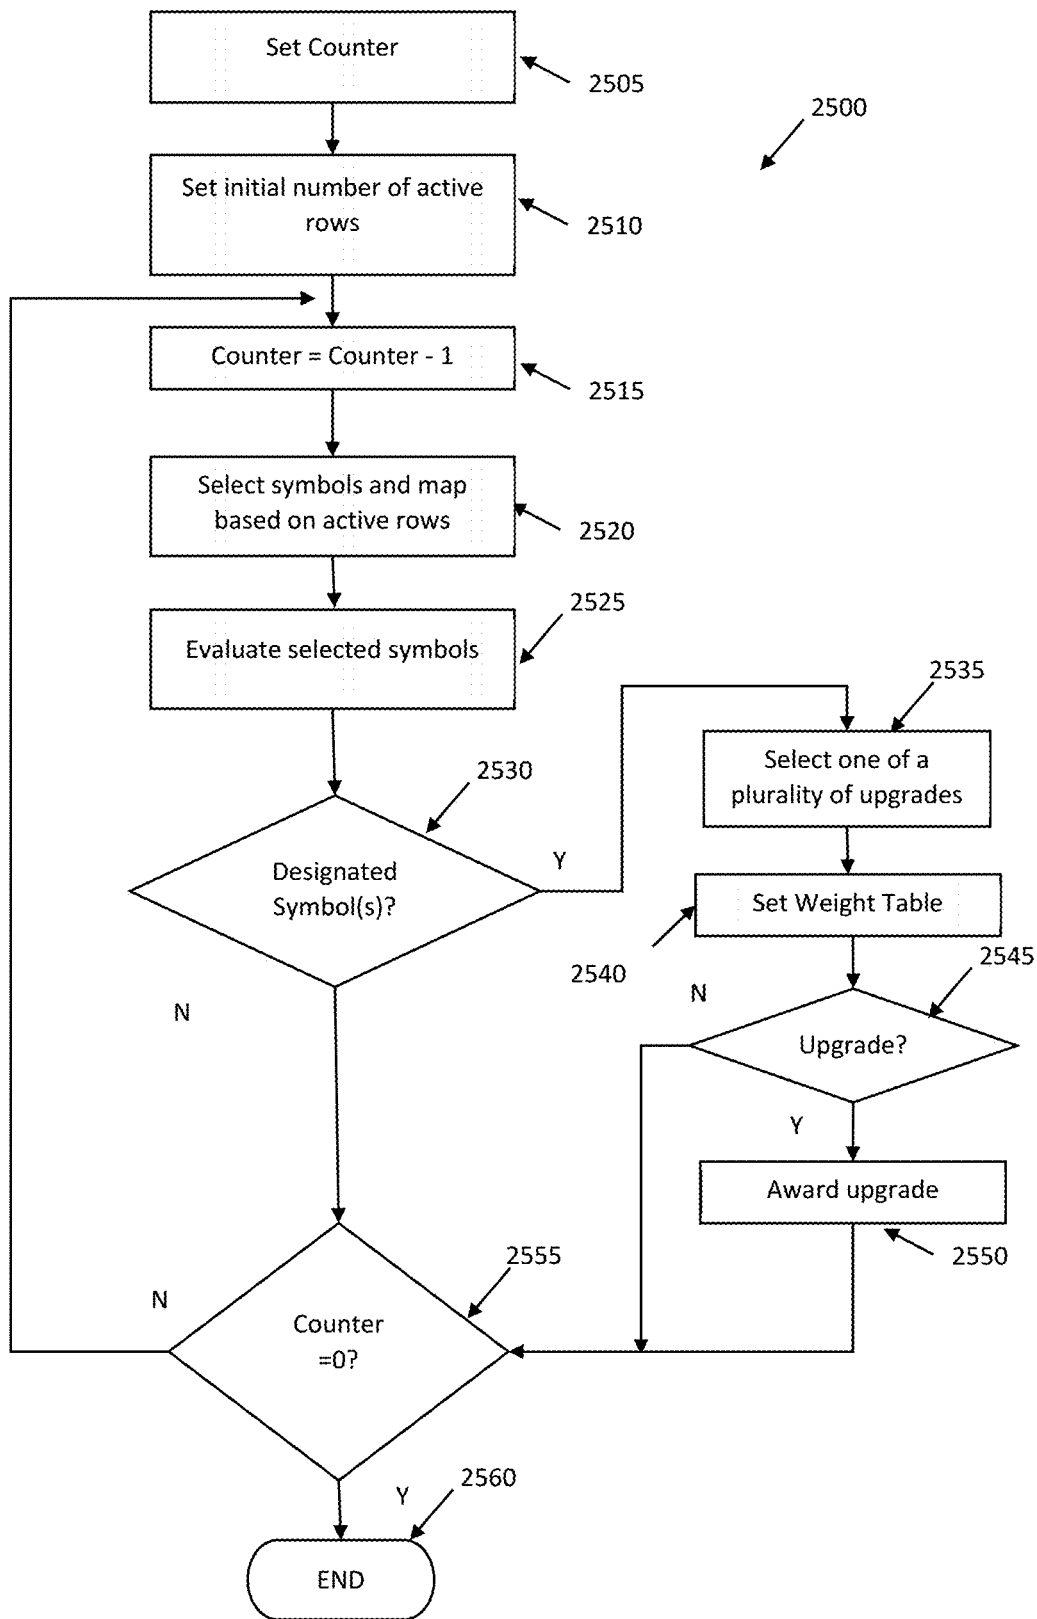 Set Counter
2505
2500
Set initial number of active
rows
2510
Counter = Counter - 1
2515
Select symbols and map
based on active rows
2520
2525
Evaluate selected symbols
2535
Select one of a
plurality of upgrades
2530
Y
Designated
Symbol(s)?
Set Weight Table
2540
2545
N
N
Upgrade?
Y
Award upgrade
2550
2555
N
Counter
=0?
2560
Y
END